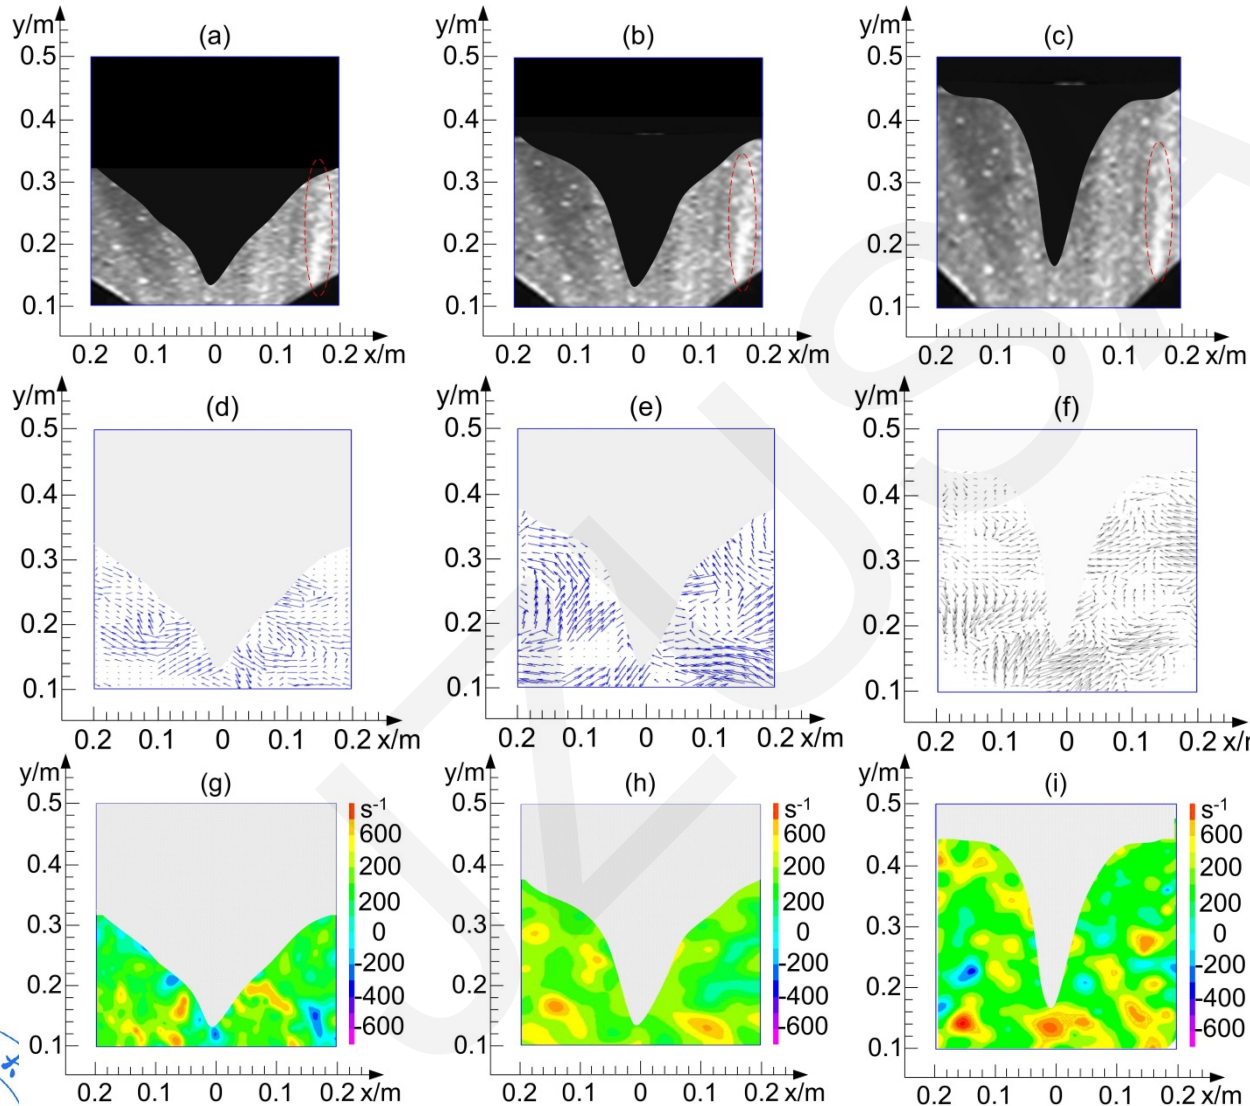 y/m (a) y/m (b) y/m (c)
0.5 0.5 0.5
0.4 0.4 0.4
0.3 0.3 0.3
0.2 0.2 0.2
0.1 0.1 0.1
0.2 0.1 0 0.1 0.2 x/m 0.2 0.1 0 0.1 0.2 x/m 0.2 0.1 0 0.1 0.2 x/m
y/m (d) y/m (e) y/m (f)
0.5 0.5 0.5
0.4 0.4 0.4
0.3 0.3 0.3
0.2 0.2 0.2
0.1 0.1 0.1
0.2 0.1 0 0.1 0.2 x/m 0.2 0.1 0 0.1 0.2 x/m 0.2 0.1 0 0.1 0.2 x/
y/m (g) y/m (h) y/m (i)
0.5 s-1 0.5 s-1 0.5 s-1
600 600 600
0.4 200 0.4 200 0.4 200
200 200 200
0.3 0 0.3 0 0.3 0
-200 -200 -200
0.2 -400 0.2 -400 0.2 -400
-600 -600 -600
0.1 0.1 0.1
0.2 0.1 0 0.1 0.2 x/m 0.2 0.1 0 0.1 0.2 x/m 0.2 0.1 0 0.1 0.2 x/m
JZUSA